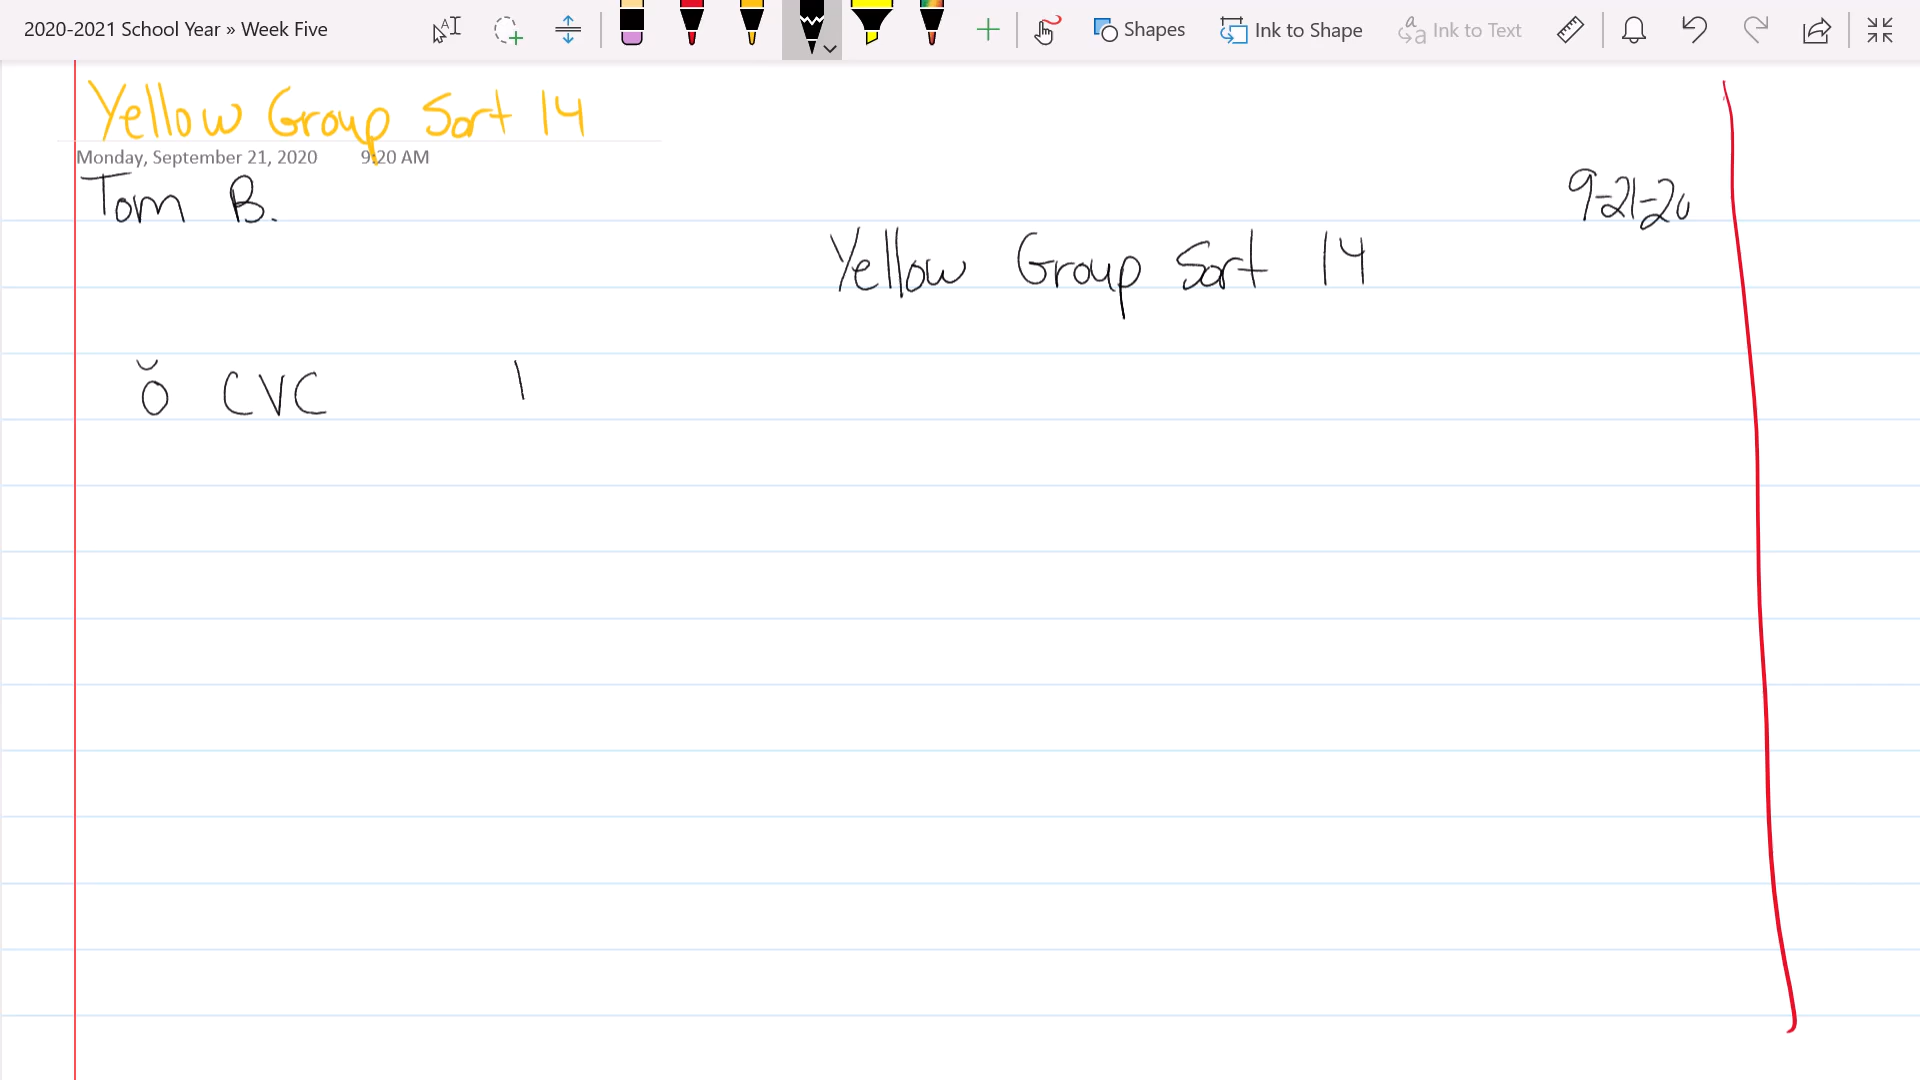 2020-2021 School Year » Week Five
Shapes
Ink to Shape
Ink to Text
Yellow Group Sort 14
Monday, September 21, 2020 9:20 AM
Tom B.
9-21-20
Yellow Group Sort 14
ŏ CVC \